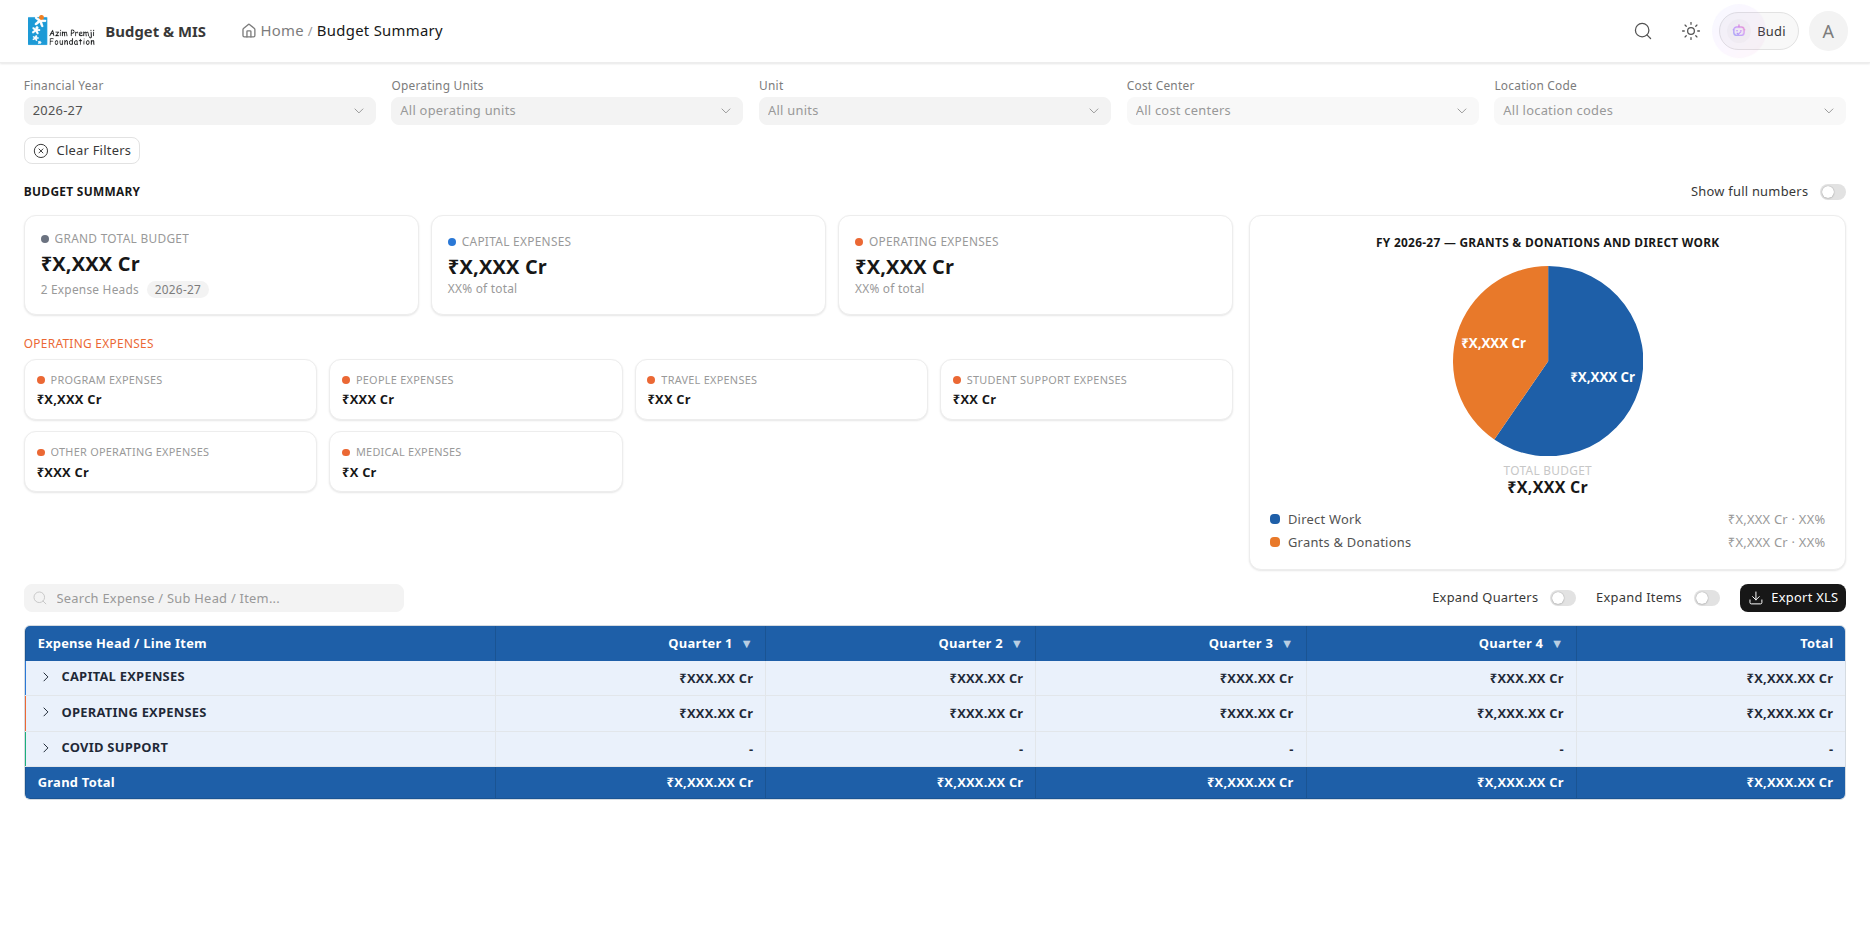 Azim Premji
Foundation
Budget & MIS
Home / Budget Summary
Budi
A
Financial Year
2026-27
Operating Units
All operating units
Unit
All units
Cost Center
All cost centers
Location Code
All location codes
Clear Filters
BUDGET SUMMARY
Show full numbers
GRAND TOTAL BUDGET
₹X,XXX Cr
2 Expense Heads 2026-27
CAPITAL EXPENSES
₹X,XXX Cr
XX% of total
OPERATING EXPENSES
₹X,XXX Cr
XX% of total
OPERATING EXPENSES
PROGRAM EXPENSES
₹X,XXX Cr
PEOPLE EXPENSES
₹XXX Cr
TRAVEL EXPENSES
₹XX Cr
STUDENT SUPPORT EXPENSES
₹XX Cr
OTHER OPERATING EXPENSES
₹XXX Cr
MEDICAL EXPENSES
₹X Cr
FY 2026-27 — GRANTS & DONATIONS AND DIRECT WORK
₹X,XXX Cr
₹X,XXX Cr
TOTAL BUDGET
₹X,XXX Cr
Direct Work ₹X,XXX Cr · XX%
Grants & Donations ₹X,XXX Cr · XX%
Search Expense / Sub Head / Item...
Expand Quarters
Expand Items
Export XLS
Expense Head / Line Item Quarter 1 ▼ Quarter 2 ▼ Quarter 3 ▼ Quarter 4 ▼ Total
CAPITAL EXPENSES ₹XXX.XX Cr ₹XXX.XX Cr ₹XXX.XX Cr ₹XXX.XX Cr ₹X,XXX.XX Cr
OPERATING EXPENSES ₹XXX.XX Cr ₹XXX.XX Cr ₹XXX.XX Cr ₹X,XXX.XX Cr ₹X,XXX.XX Cr
COVID SUPPORT - - - - -
Grand Total ₹X,XXX.XX Cr ₹X,XXX.XX Cr ₹X,XXX.XX Cr ₹X,XXX.XX Cr ₹X,XXX.XX Cr